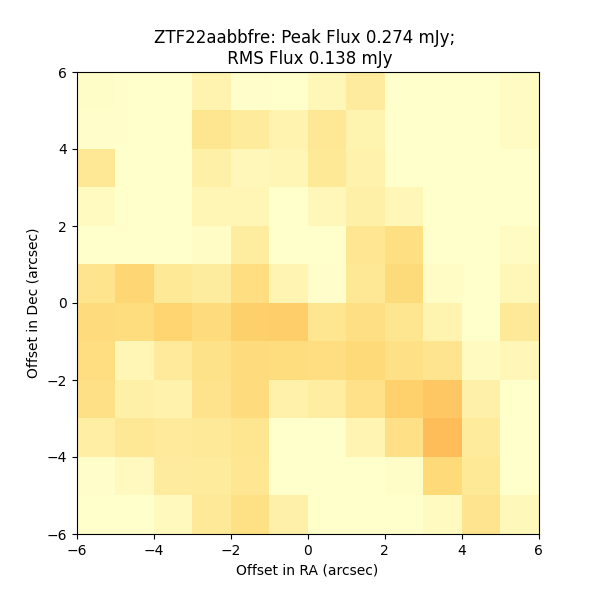 ZTF22aabbfre: Peak Flux 0.274 mJy;
RMS Flux 0.138 mJy
6
4
2
0
−2
−4
−6
Offset in Dec (arcsec)
−6 −4 −2 0 2 4 6
Offset in RA (arcsec)